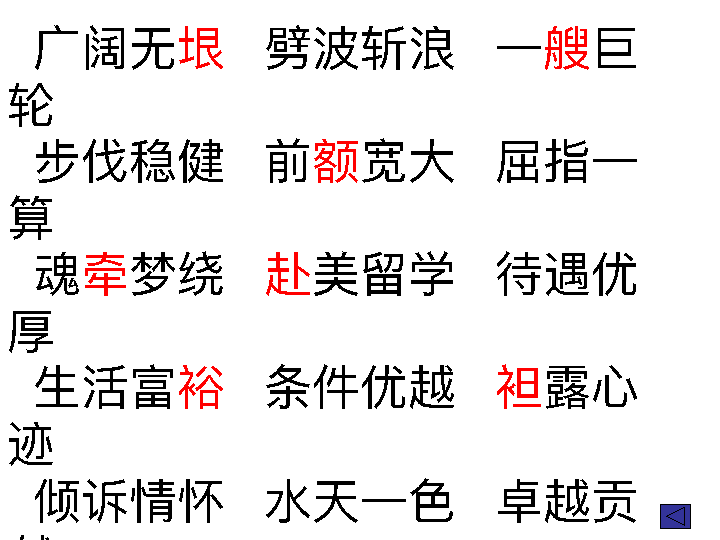 广阔无垠 劈波斩浪 一艘巨
轮
步伐稳健 前额宽大 屈指一
算
魂牵梦绕 赴美留学 待遇优
厚
生活富裕 条件优越 袒露心
迹
倾诉情怀 水天一色 卓越贡